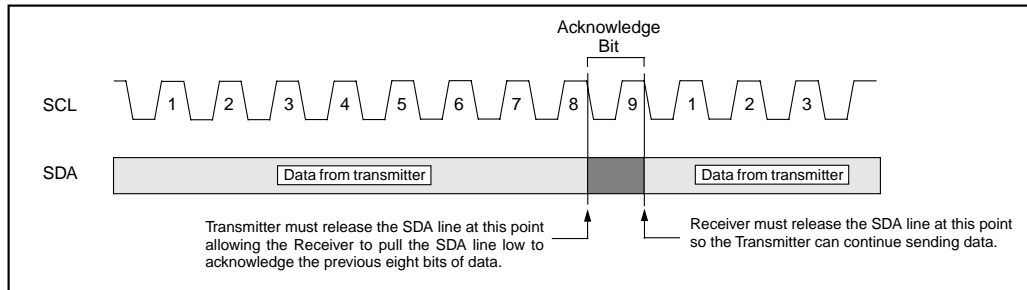 Acknowledge
Bit
SCL 1 2 3 4 5 6 7 8 9 1 2 3
SDA Data from transmitter Data from transmitter
Transmitter must release the SDA line at this point
allowing the Receiver to pull the SDA line low to
acknowledge the previous eight bits of data.
Receiver must release the SDA line at this point
so the Transmitter can continue sending data.